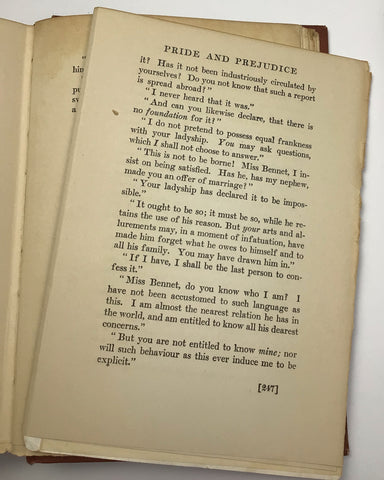 PRIDE AND PREJUDICE
it? Has it not been industriously circulated by
yourselves? Do you not know that such a report
is spread abroad?"
"I never heard that it was."
"And can you likewise declare, that there is
no foundation for it?"
"I do not pretend to possess equal frankness
with your ladyship. You may ask questions,
which I shall not choose to answer."
"This is not to be borne! Miss Bennet, I in-
sist on being satisfied. Has he, has my nephew,
made you an offer of marriage?"
"Your ladyship has declared it to be impos-
sible."
"It ought to be so; it must be so, while he re-
tains the use of his reason. But your arts and al-
lurements may, in a moment of infatuation, have
made him forget what he owes to himself and to
all his family. You may have drawn him in."
"If I have, I shall be the last person to con-
fess it."
"Miss Bennet, do you know who I am? I
have not been accustomed to such language as
this. I am almost the nearest relation he has in
the world, and am entitled to know all his dearest
concerns."
"But you are not entitled to know mine; nor
will such behaviour as this ever induce me to be
explicit."
[247]
him